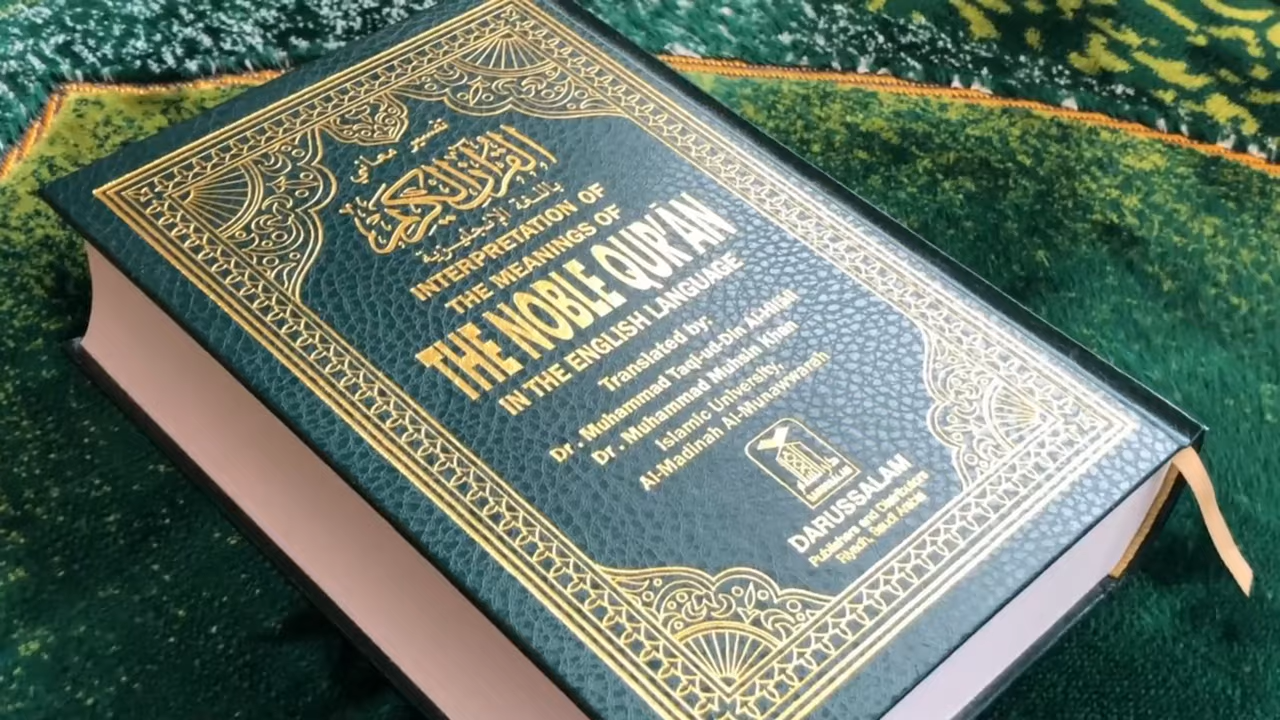 تفسير معاني
القرآن الكريم
باللغة الإنجليزية
INTERPRETATION OF
THE MEANINGS OF
THE NOBLE QUR'ÂN
IN THE ENGLISH LANGUAGE
Translated by:
Dr. Muhammad Taqi-ud-Din Al-Hilali
Dr. Muhammad Muhsin Khan
Islamic University,
Al-Madinah Al-Munawwarah
DARUSSALAM
DARUSSALAM
Publishers and Distributors
Riyadh, Saudi Arabia